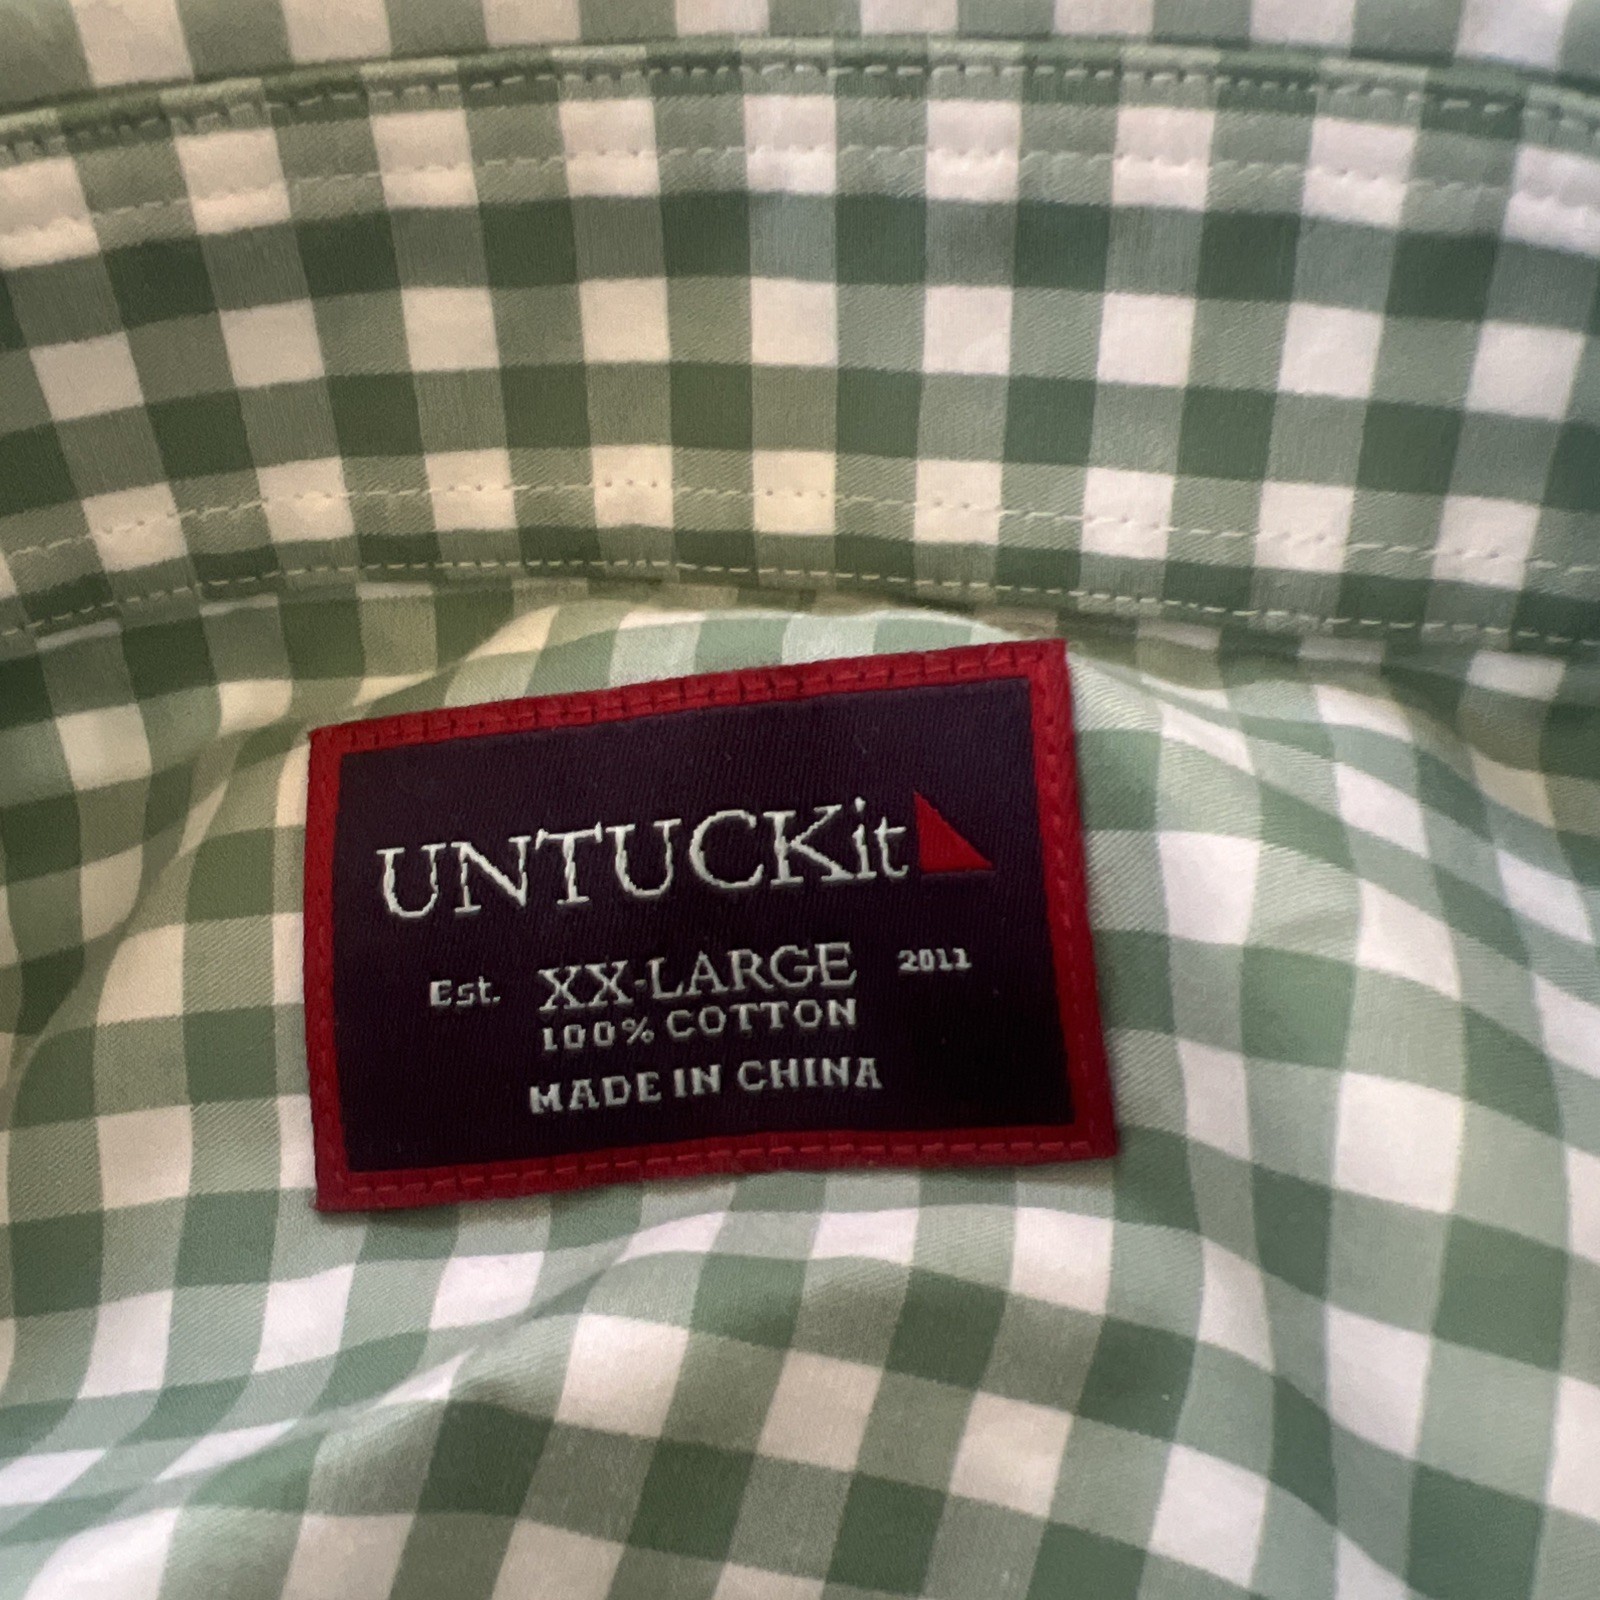 UNTUCKit
Est. XX-LARGE 2011
100% COTTON
MADE IN CHINA